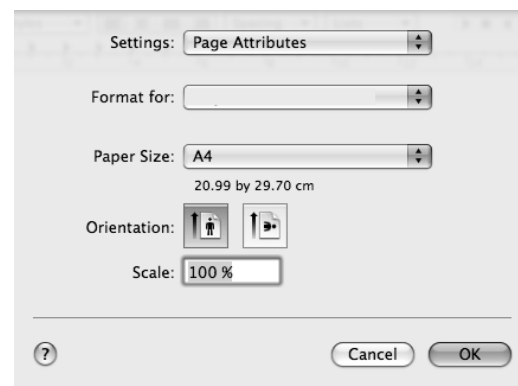 Settings: Page Attributes
Format for:
Paper Size: A4
20.99 by 29.70 cm
Orientation:
Scale: 100 %
? Cancel OK